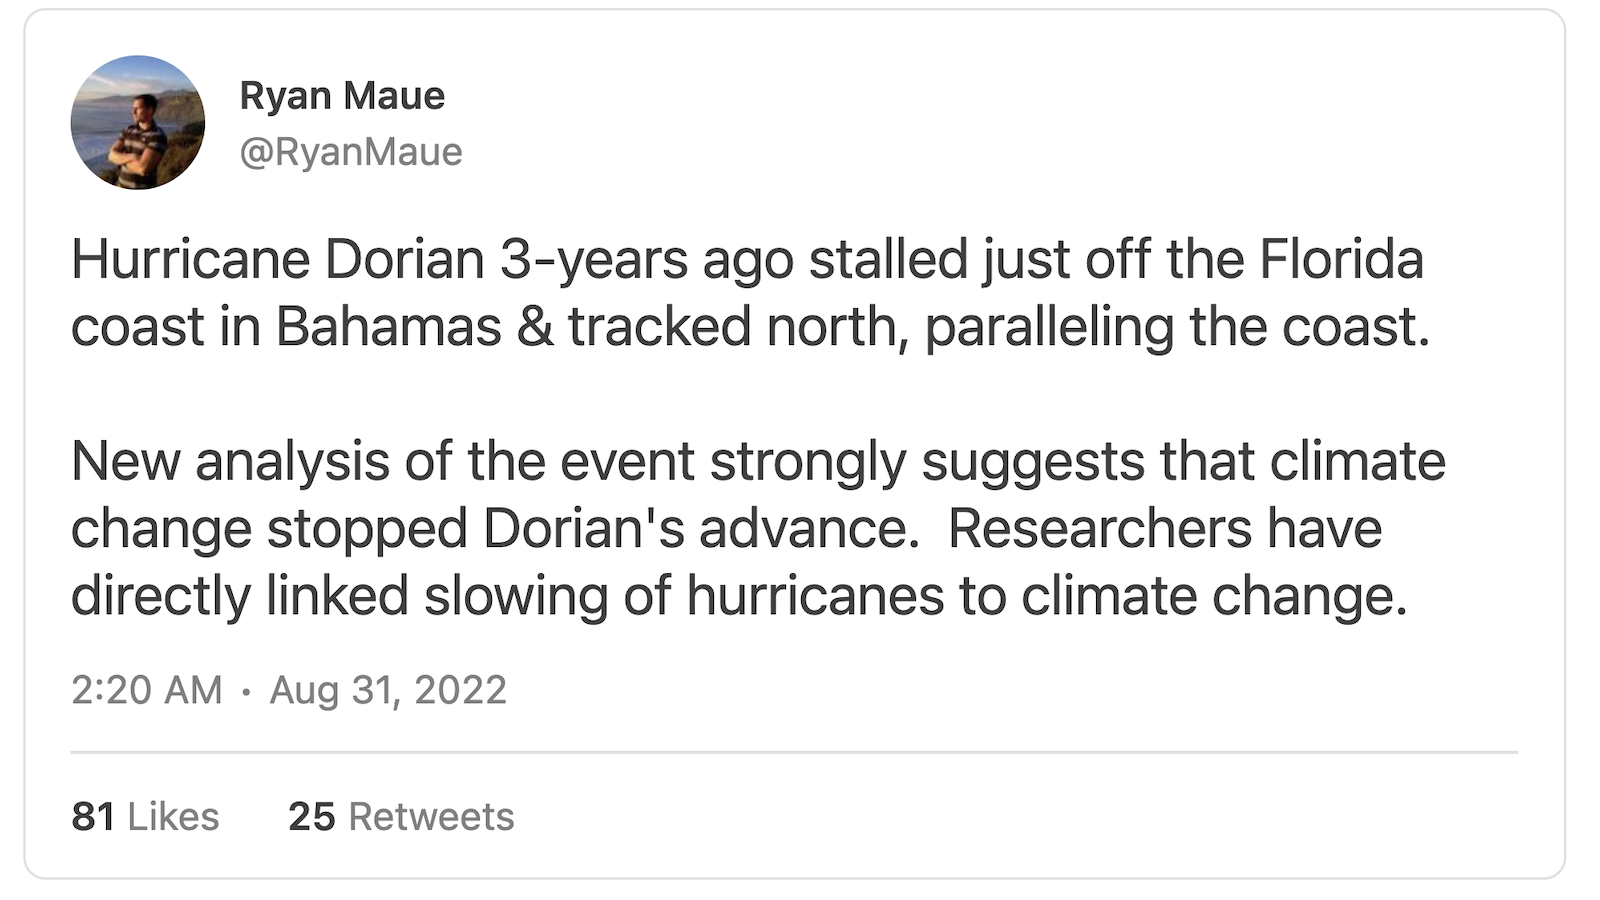 Ryan Maue
@RyanMaue
Hurricane Dorian 3-years ago stalled just off the Florida
coast in Bahamas & tracked north, paralleling the coast.
New analysis of the event strongly suggests that climate
change stopped Dorian's advance.  Researchers have
directly linked slowing of hurricanes to climate change.
2:20 AM · Aug 31, 2022
81 Likes 25 Retweets